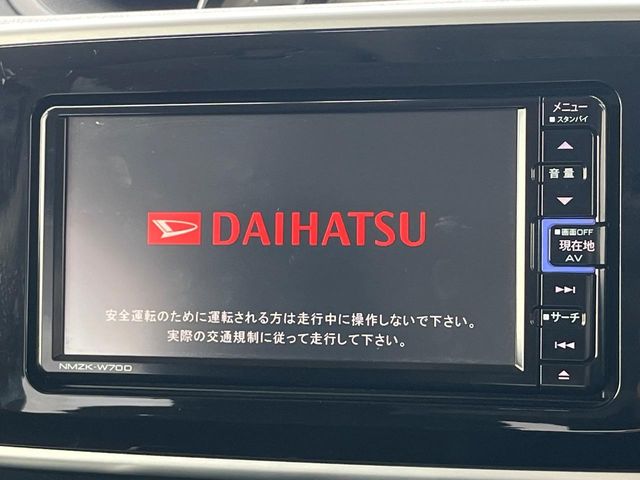 DAIHATSU
安全運転のために運転される方は走行中に操作しないで下さい。
実際の交通規制に従って走行して下さい。
NMZK-W70D
メニュー
■スタンバイ
音量
■画面OFF
現在地
AV
サーチ